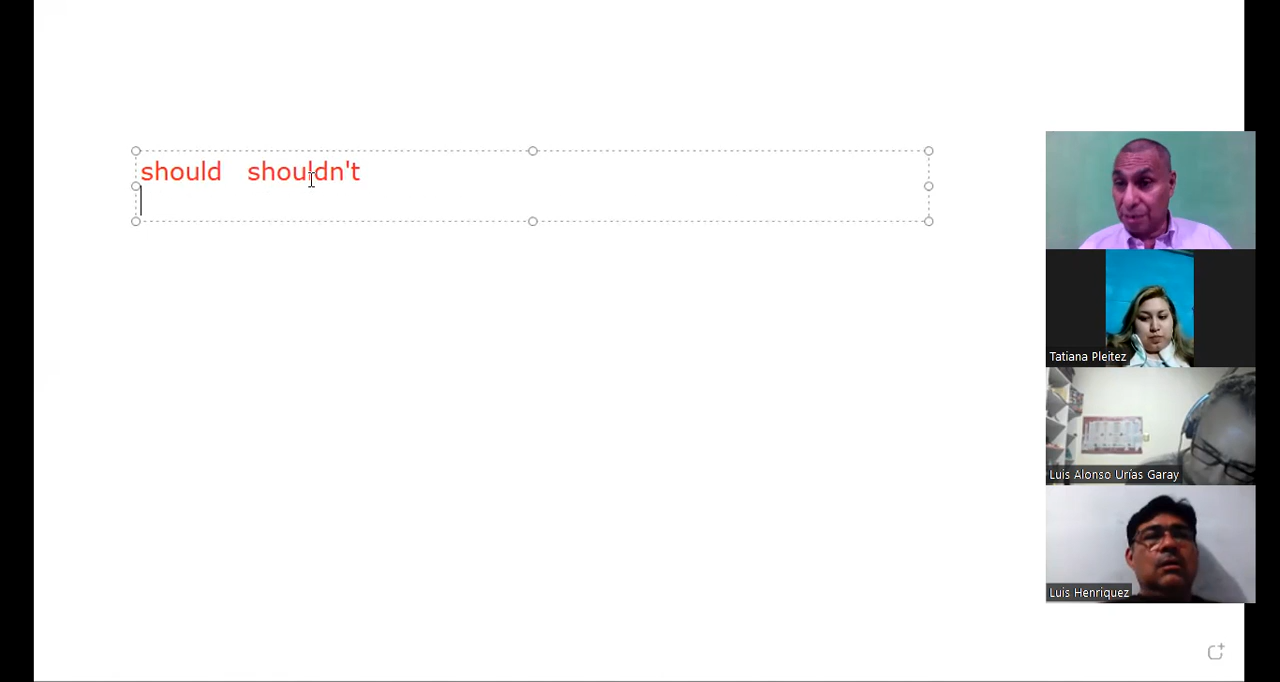 should shouldn't
Tatiana Pleitez
Luis Alonso Urías Garay
Luis Henriquez